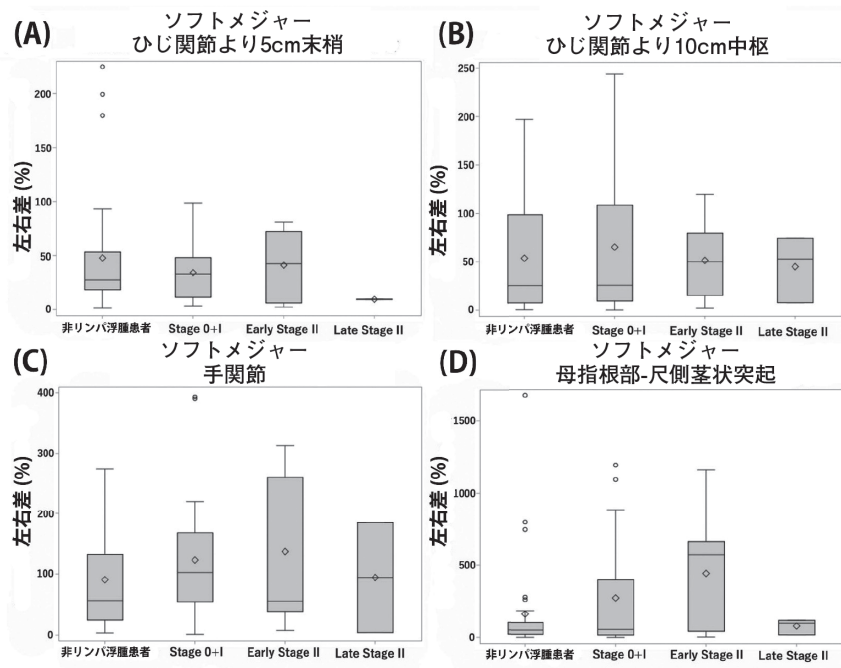 (A)
ソフトメジャー
ひじ関節より5cm末梢
左右差 (%)
200
150
100
50
0
非リンパ浮腫患者 Stage 0+I Early Stage II Late Stage II
(B)
ソフトメジャー
ひじ関節より10cm中枢
左右差 (%)
250
200
150
100
50
0
非リンパ浮腫患者 Stage 0+I Early Stage II Late Stage II
(C)
ソフトメジャー
手関節
左右差 (%)
400
300
200
100
0
非リンパ浮腫患者 Stage 0+I Early Stage II Late Stage II
(D)
ソフトメジャー
母指根部-尺側茎状突起
左右差 (%)
1500
1000
500
0
非リンパ浮腫患者 Stage 0+I Early Stage II Late Stage II